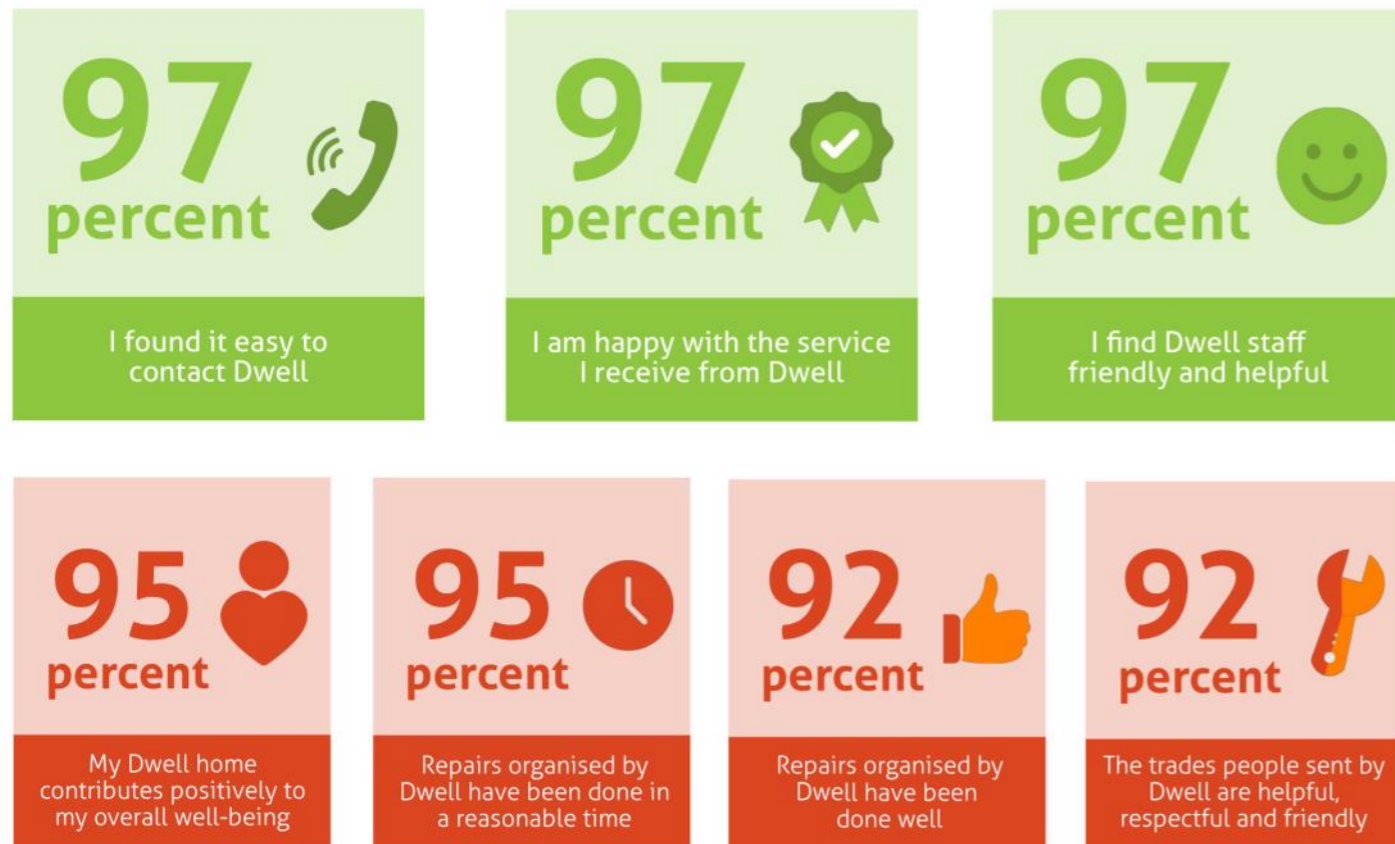 97
percent
I found it easy to
contact Dwell
97
percent
I am happy with the service
I receive from Dwell
97
percent
I find Dwell staff
friendly and helpful
95
percent
My Dwell home
contributes positively to
my overall well-being
95
percent
Repairs organised by
Dwell have been done in
a reasonable time
92
percent
Repairs organised by
Dwell have been
done well
92
percent
The trades people sent by
Dwell are helpful,
respectful and friendly